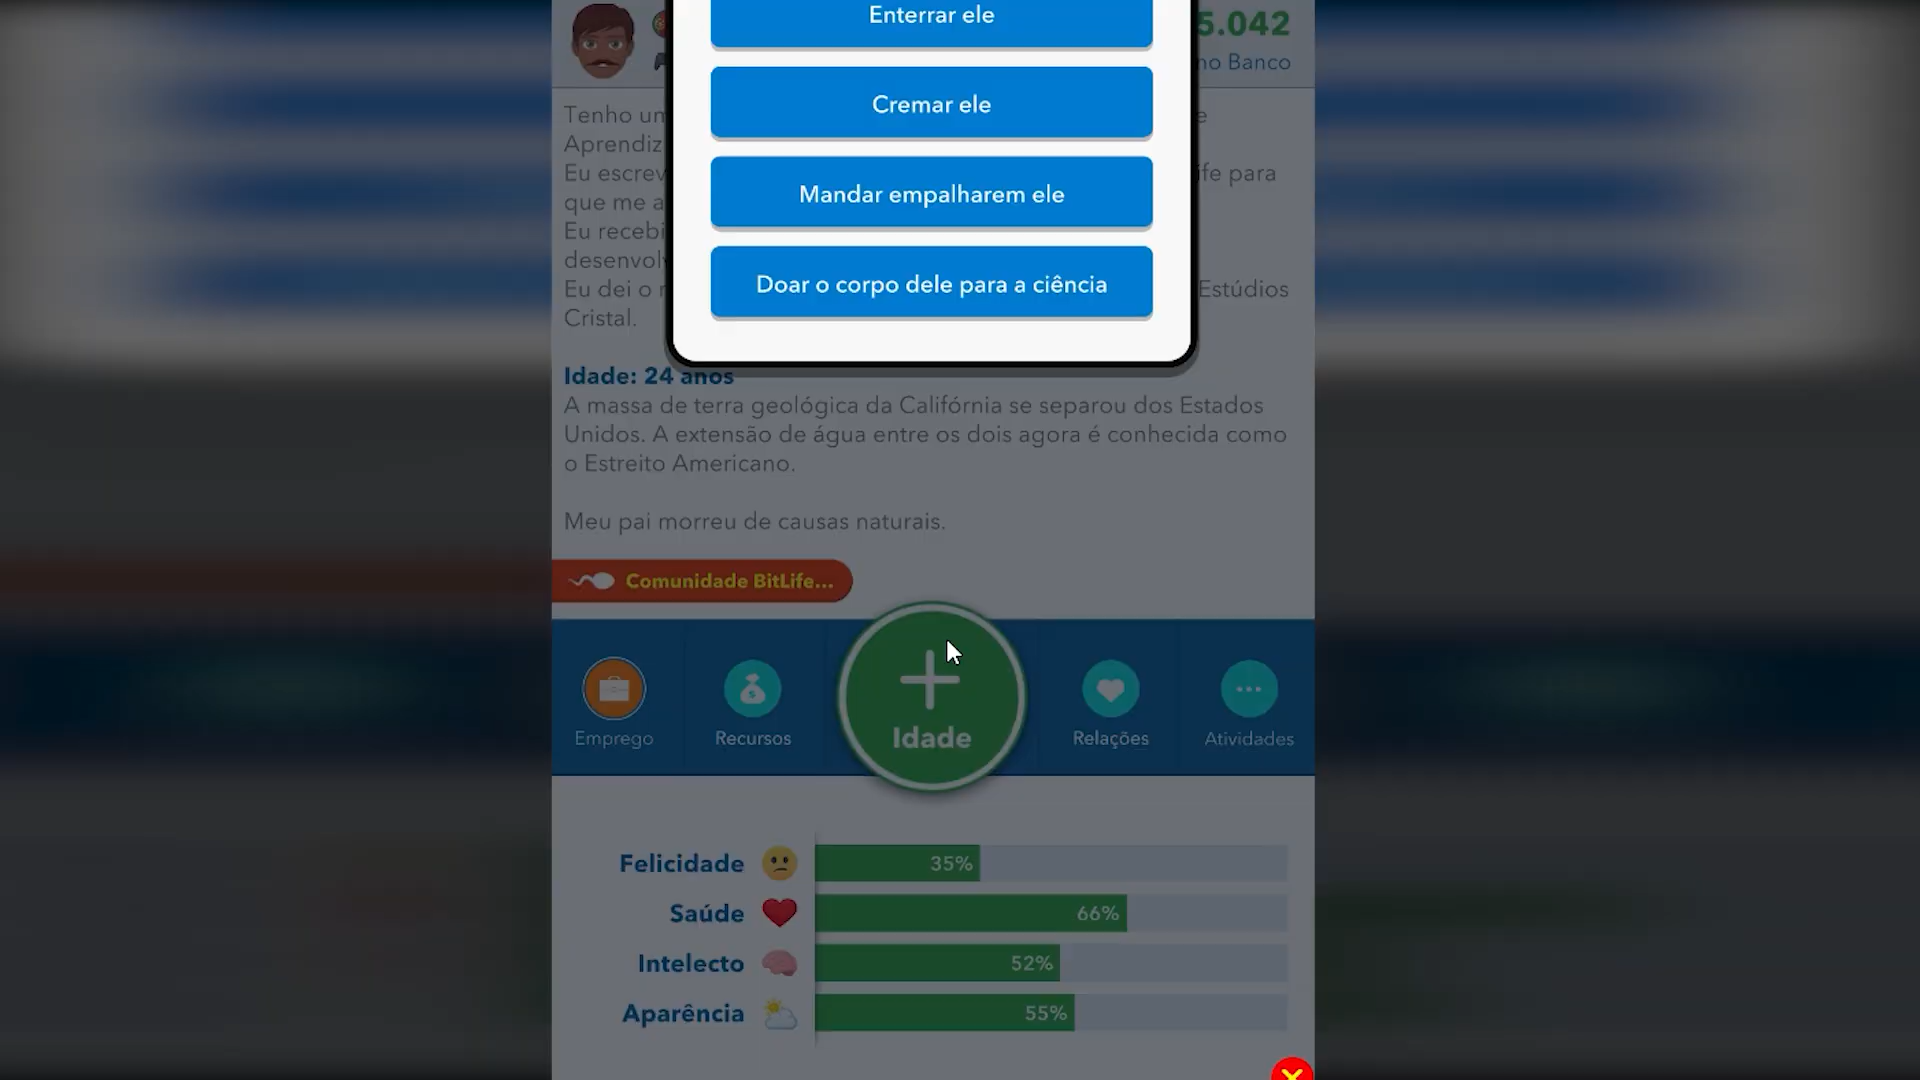 Enterrar ele
5.042
no Banco
Cremar ele
Mandar empalharem ele
Doar o corpo dele para a ciência
Tenho um
Aprendiz
Eu escrev ife para
que me a
Eu recebi
desenvolv
Eu dei o Estúdios
Cristal.
Idade: 24 anos
A massa de terra geológica da Califórnia se separou dos Estados
Unidos. A extensão de água entre os dois agora é conhecida como
o Estreito Americano.
Meu pai morreu de causas naturais.
Comunidade BitLife...
Emprego
Recursos
Idade
Relações
Atividades
Felicidade 35%
Saúde 66%
Intelecto 52%
Aparência 55%